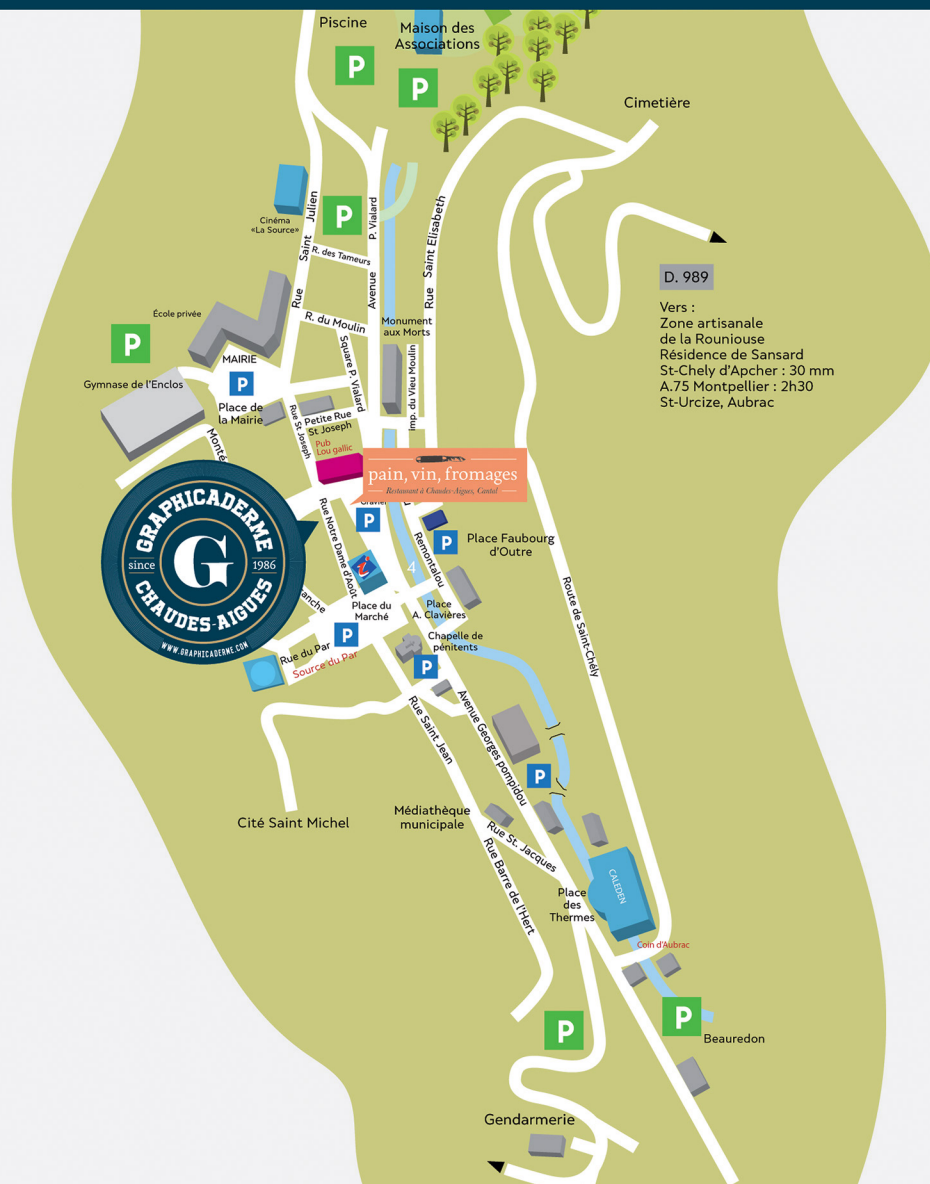 Piscine
Maison des
Associations
P
P
Cimetière
Cinéma
«La Source»
P
Rue Saint Julien
Avenue P. Vialard
Rue Saint Elisabeth
R. des Tameurs
D. 989
Vers :
Zone artisanale
de la Rouniouse
Résidence de Sansard
St-Chely d'Apcher : 30 mm
A.75 Montpellier : 2h30
St-Urcize, Aubrac
École privée
R. du Moulin
Monument
aux Morts
P
Square P. Vialard
Imp. du Vieu Moulin
MAIRIE
P
Gymnase de l'Enclos
Place de
la Mairie
Rue St Joseph
Petite Rue
St Joseph
Pub
Lou gallic
pain, vin, fromages
Restaurant à Chaudes-Aigues, Cantal
GRAPHICADERME
since
G
1986
CHAUDES-AIGUES
WWW.GRAPHICADERME.COM
Rue Notre Dame d'Août
P
P
Place Faubourg
d'Outre
Remontalou
i
4
Place du
Marché
Place
A. Clavières
P
Chapelle de
pénitents
P
Rue du Par
Source du Par
Route de Saint-Chély
Rue Saint Jean
Avenue Georges pompidou
P
Cité Saint Michel
Médiathèque
municipale
Rue St. Jacques
Rue Barre de l'Hert
CALEDEN
Place
des
Thermes
Coin d'Aubrac
P
P
Beauredon
Gendarmerie